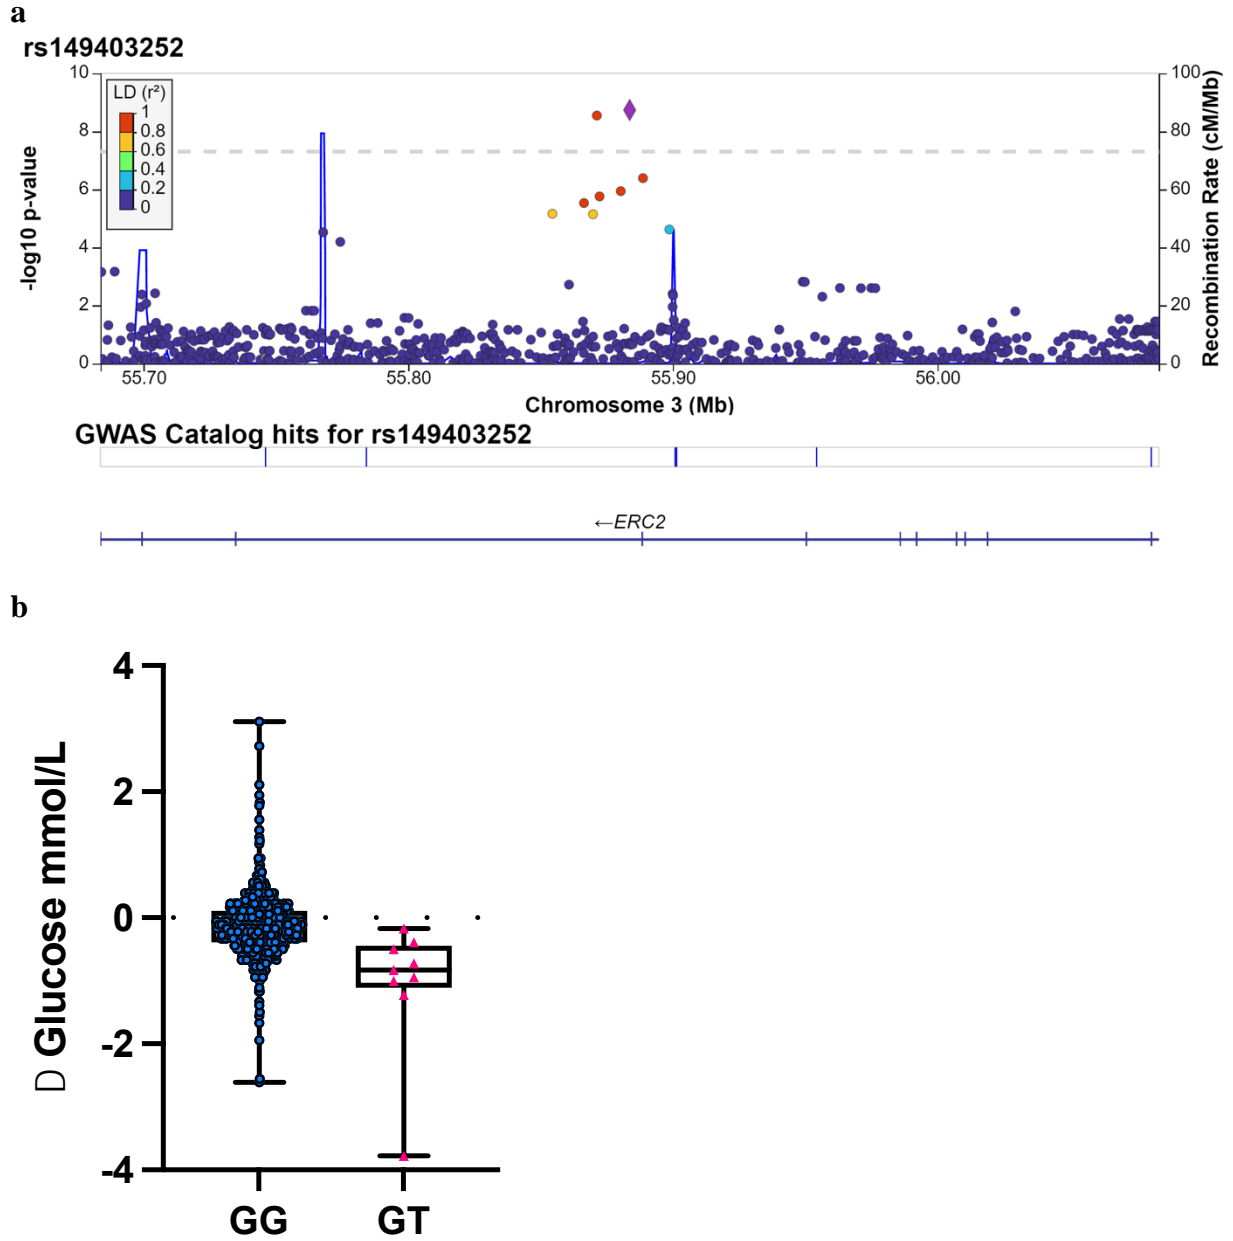 a
rs149403252
10
8
6
4
2
0
-log10 p-value
LD (r²)
1
0.8
0.6
0.4
0.2
0
100
80
60
40
20
0
Recombination Rate (cM/Mb)
55.70 55.80 55.90 56.00
Chromosome 3 (Mb)
GWAS Catalog hits for rs149403252
←ERC2
b
4
2
0
-2
-4
D Glucose mmol/L
GG GT